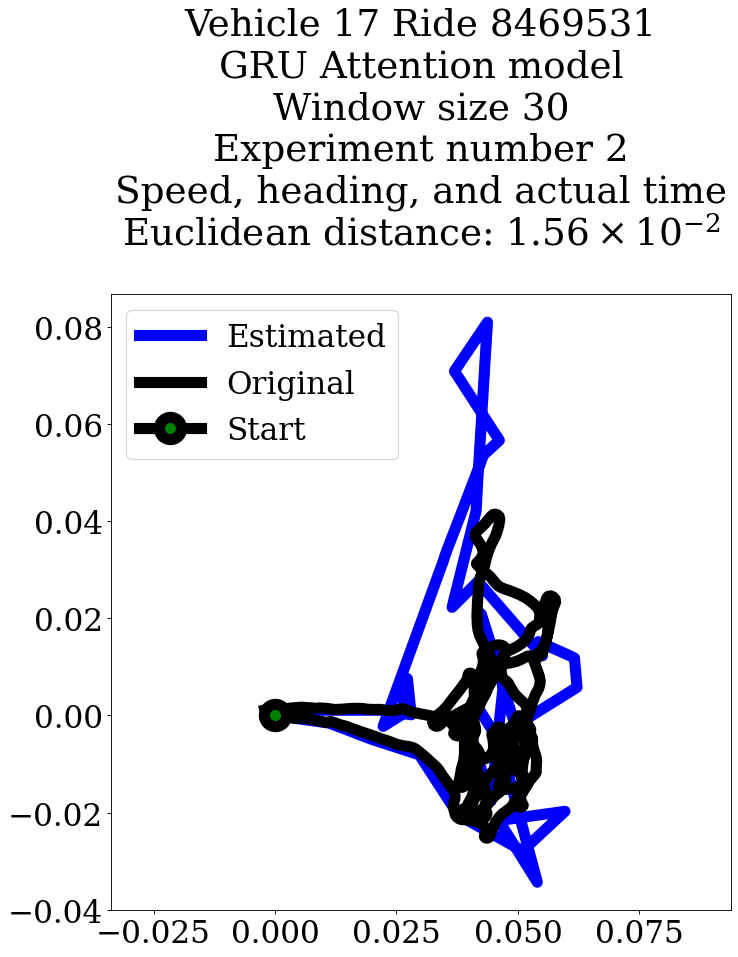 Vehicle 17 Ride 8469531
GRU Attention model
Window size 30
Experiment number 2
Speed, heading, and actual time
Euclidean distance: 1.56 × 10⁻²
Estimated
Original
Start
0.08
0.06
0.04
0.02
0.00
−0.02
−0.04
−0.025 0.000 0.025 0.050 0.075